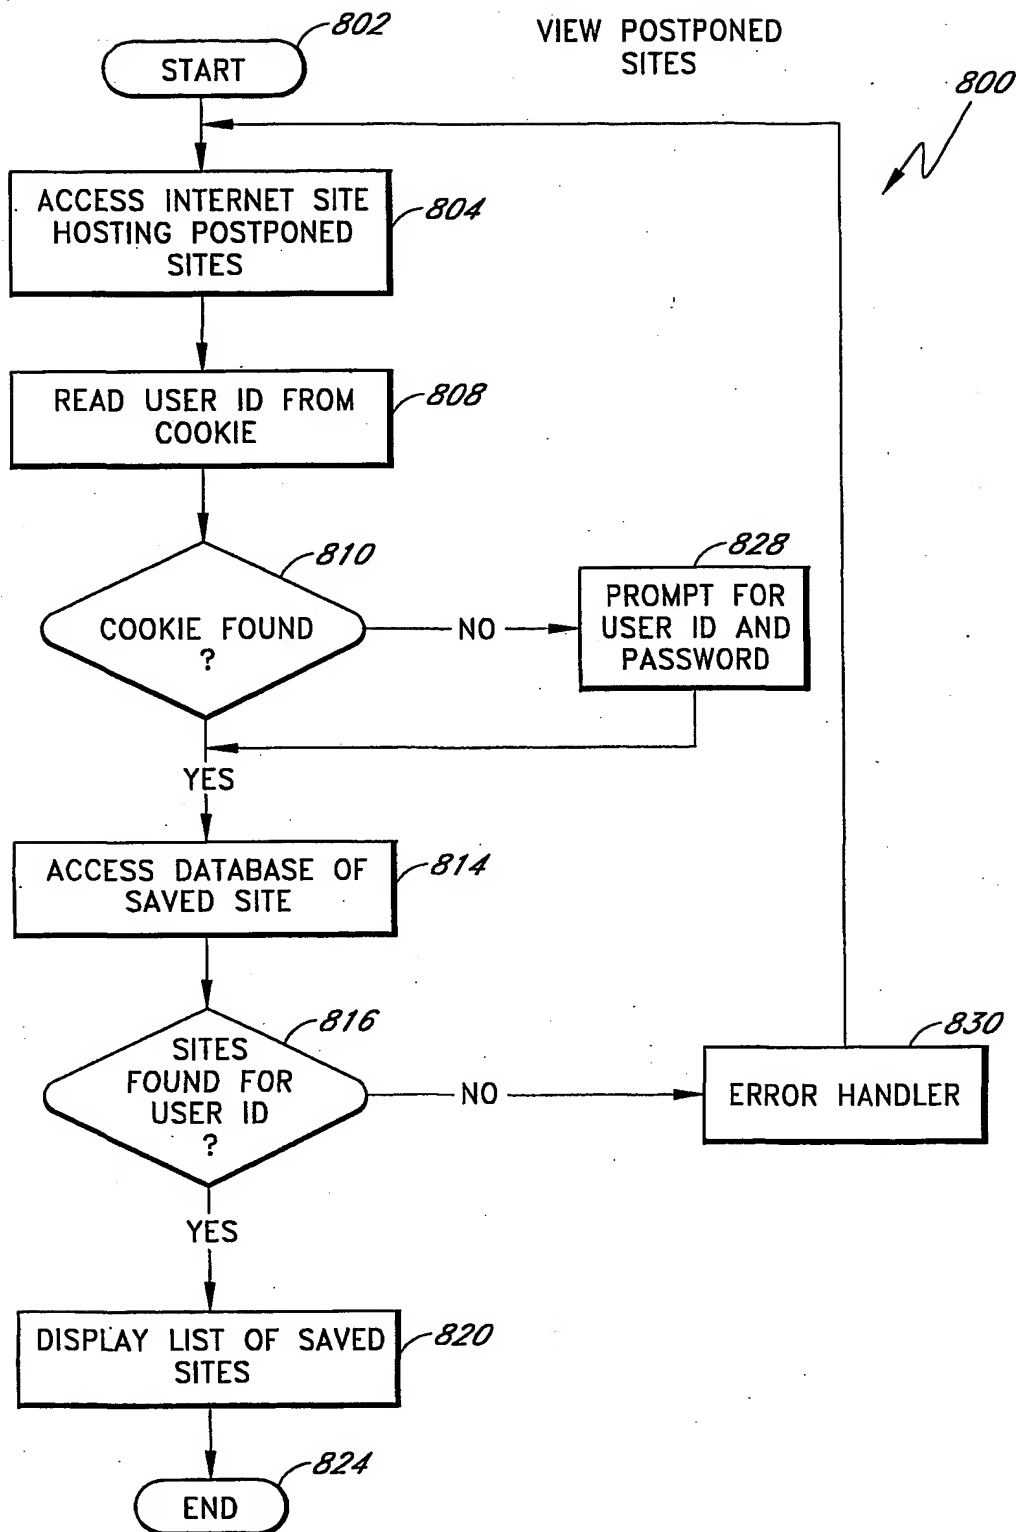 802
VIEW POSTPONED
SITES
START
800
ACCESS INTERNET SITE
HOSTING POSTPONED
SITES
804
READ USER ID FROM
COOKIE
808
810
COOKIE FOUND
?
NO
828
PROMPT FOR
USER ID AND
PASSWORD
YES
ACCESS DATABASE OF
SAVED SITE
814
816
SITES
FOUND FOR
USER ID
?
NO
830
ERROR HANDLER
YES
DISPLAY LIST OF SAVED
SITES
820
824
END